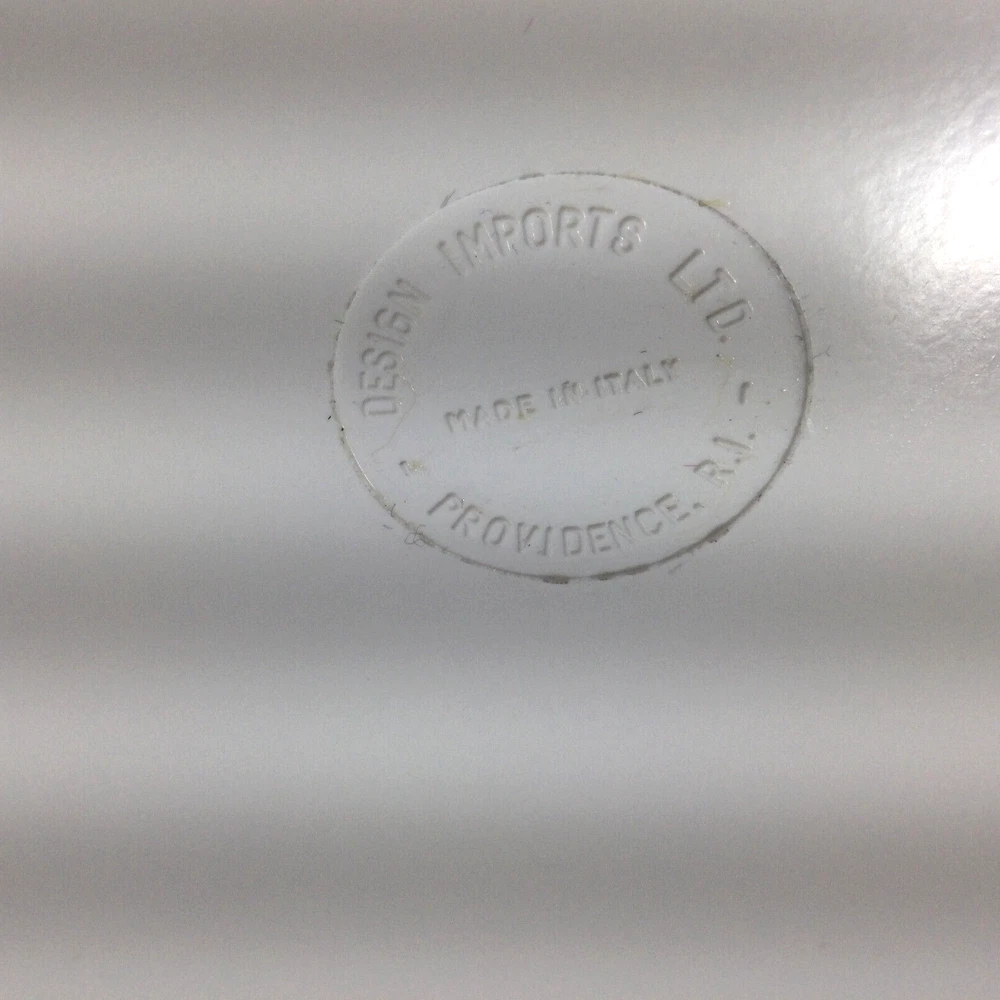 DESIGN IMPORTS LTD.
MADE IN ITALY
PROVIDENCE, R.I.